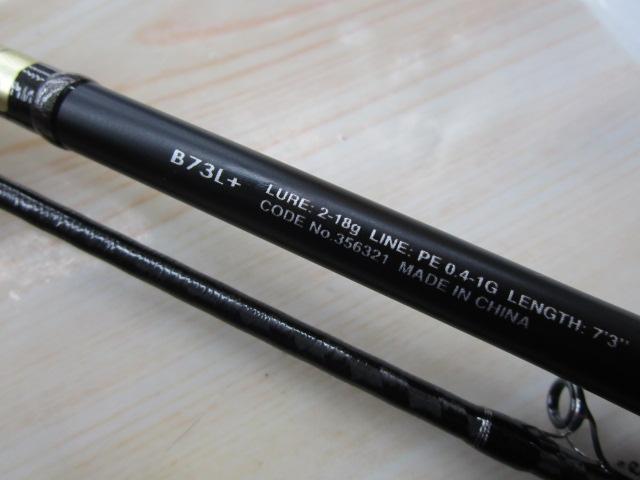 B73L+ LURE: 2-18g LINE: PE 0.4-1G LENGTH: 7'3"
CODE No.356321 MADE IN CHINA